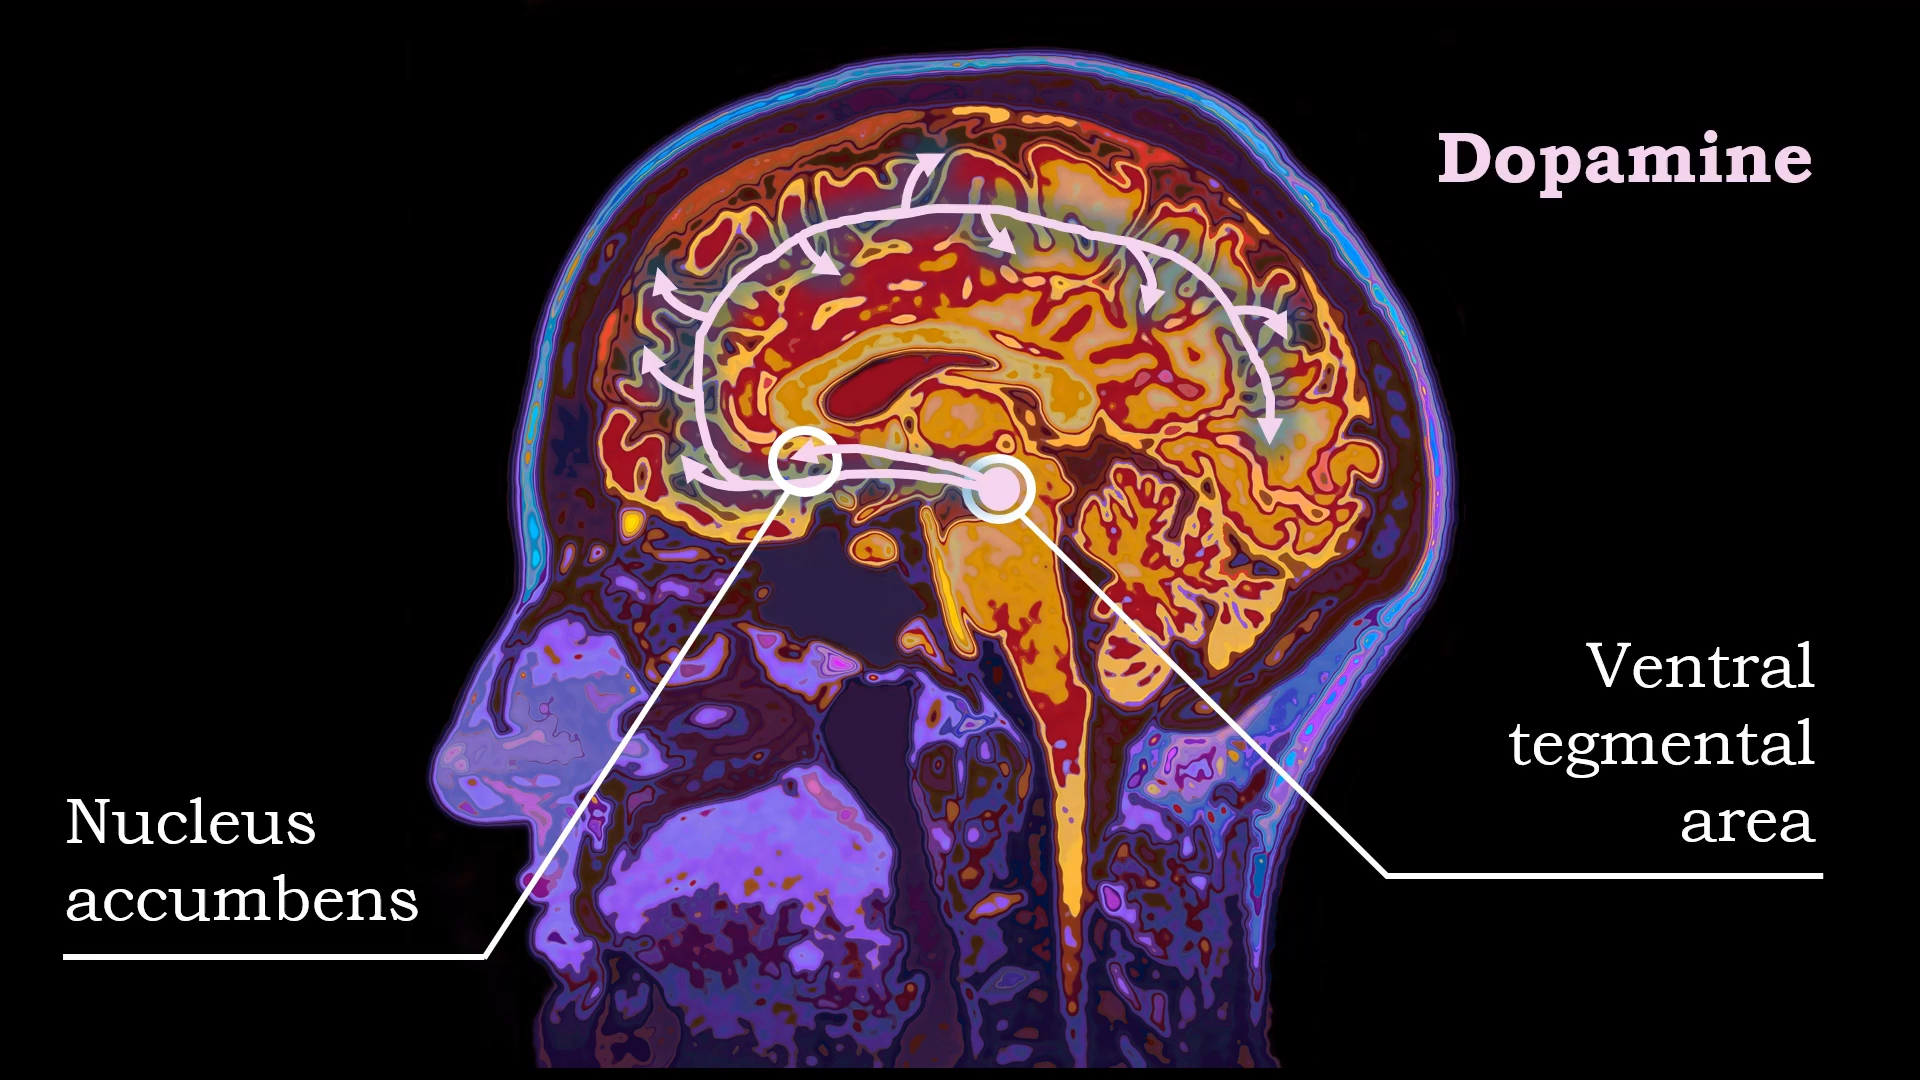 Dopamine
Ventral
tegmental
area
Nucleus
accumbens